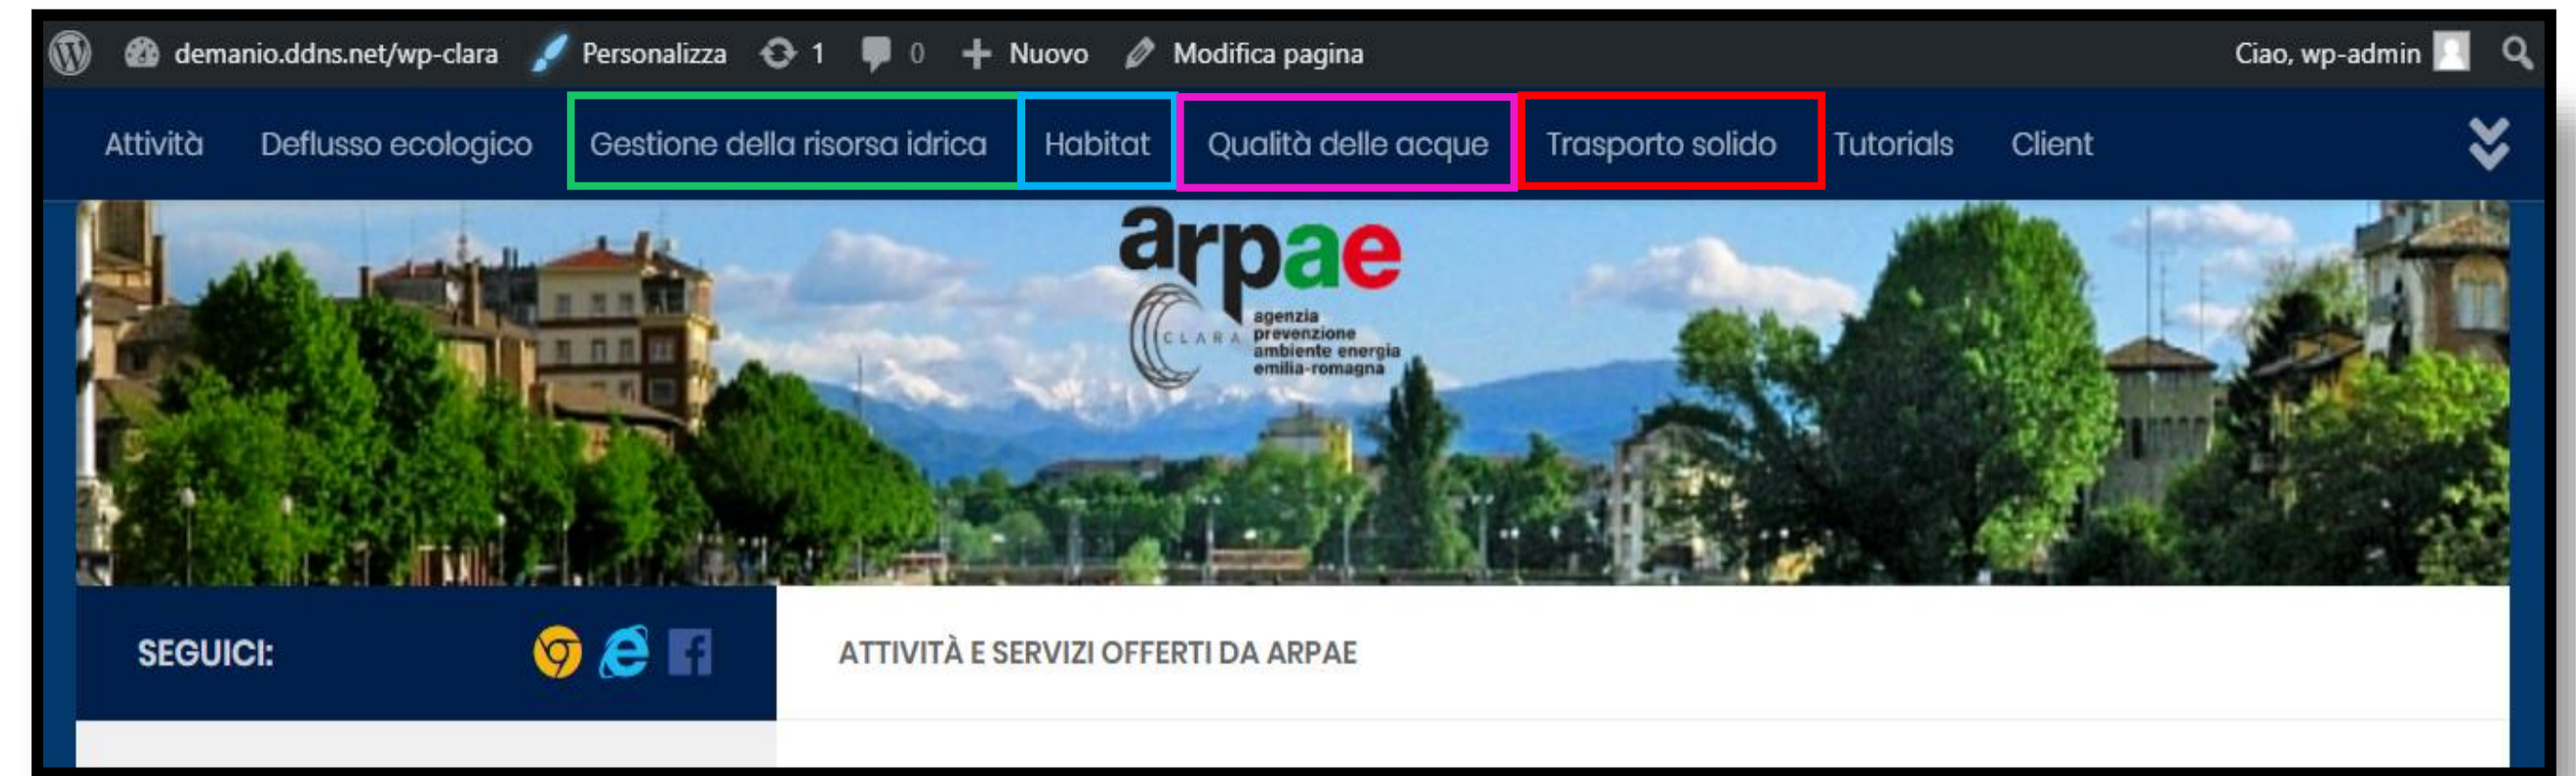 demanio.ddns.net/wp-clara Personalizza 1 0 Nuovo Modifica pagina Ciao, wp-admin
Attività Deflusso ecologico Gestione della risorsa idrica Habitat Qualità delle acque Trasporto solido Tutorials Client
arpae
CLARA
agenzia
prevenzione
ambiente energia
emilia-romagna
SEGUICI: ATTIVITÀ E SERVIZI OFFERTI DA ARPAE